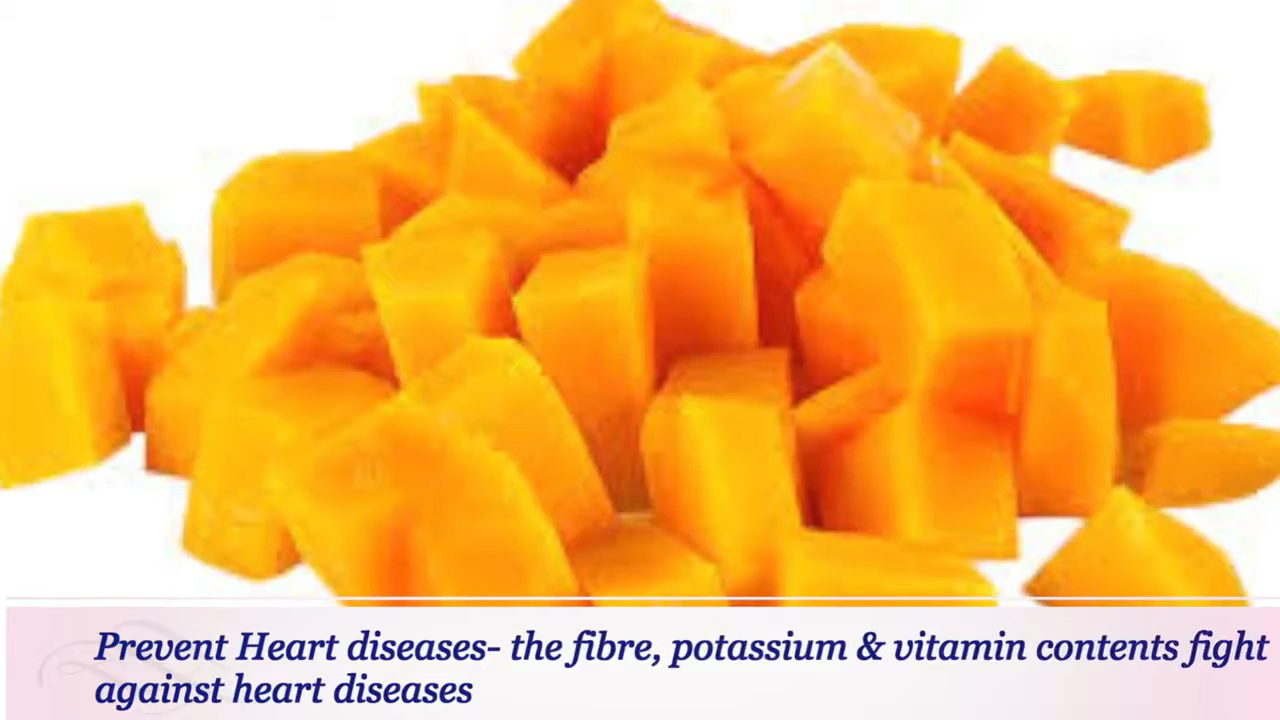 Prevent Heart diseases- the fibre, potassium & vitamin contents fight
against heart diseases